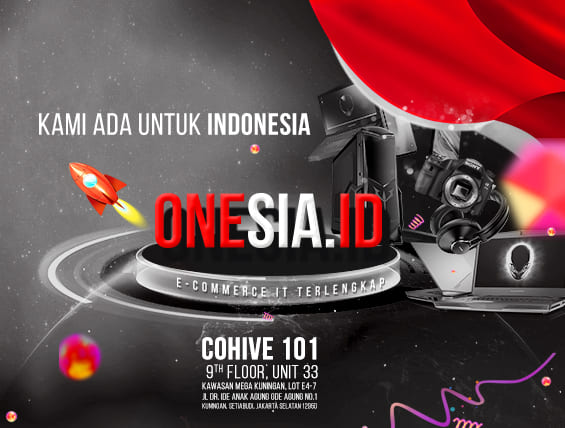 KAMI ADA UNTUK INDONESIA
ONESIA.ID
E-COMMERCE IT TERLENGKAP
COHIVE 101
9TH FLOOR, UNIT 33
KAWASAN MEGA KUNINGAN, LOT E4-7
JL DR. IDE ANAK AGUNG GDE AGUNG NO.1
KUNINGAN, SETIABUDI, JAKARTA SELATAN 12950